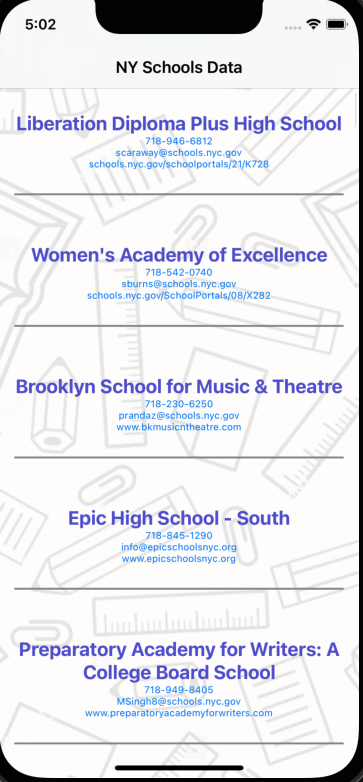 5:02
NY Schools Data
Liberation Diploma Plus High School
718-946-6812
scaraway@schools.nyc.gov
schools.nyc.gov/schoolportals/21/K728
Women's Academy of Excellence
718-542-0740
sburns@schools.nyc.gov
schools.nyc.gov/SchoolPortals/08/X282
Brooklyn School for Music & Theatre
718-230-6250
prandaz@schools.nyc.gov
www.bkmusicntheatre.com
Epic High School - South
718-845-1290
info@epicschoolsnyc.org
www.epicschoolsnyc.org
Preparatory Academy for Writers: A
College Board School
718-949-8405
MSingh8@schools.nyc.gov
www.preparatoryacademyforwriters.com